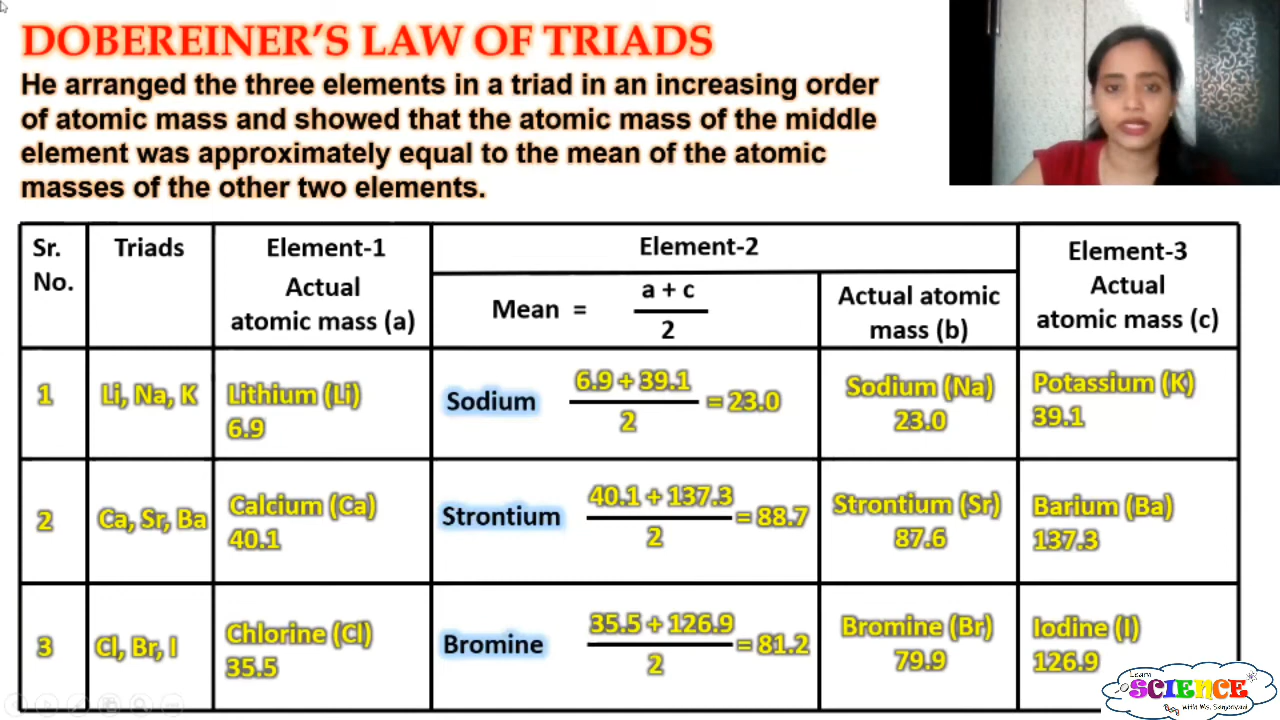 DOBEREINER'S LAW OF TRIADS
He arranged the three elements in a triad in an increasing order
of atomic mass and showed that the atomic mass of the middle
element was approximately equal to the mean of the atomic
masses of the other two elements.
Sr. No.
Triads
Element-1
Actual
atomic mass (a)
Element-2
Mean =
a + c
2
Actual atomic
mass (b)
Element-3
Actual
atomic mass (c)
1
Li, Na, K
Lithium (Li)
6.9
Sodium
6.9 + 39.1
2
= 23.0
Sodium (Na)
23.0
Potassium (K)
39.1
2
Ca, Sr, Ba
Calcium (Ca)
40.1
Strontium
40.1 + 137.3
2
= 88.7
Strontium (Sr)
87.6
Barium (Ba)
137.3
3
Cl, Br, I
Chlorine (Cl)
35.5
Bromine
35.5 + 126.9
2
= 81.2
Bromine (Br)
79.9
Iodine (I)
126.9
Learn
SCIENCE
with Ms. Sanjeevani